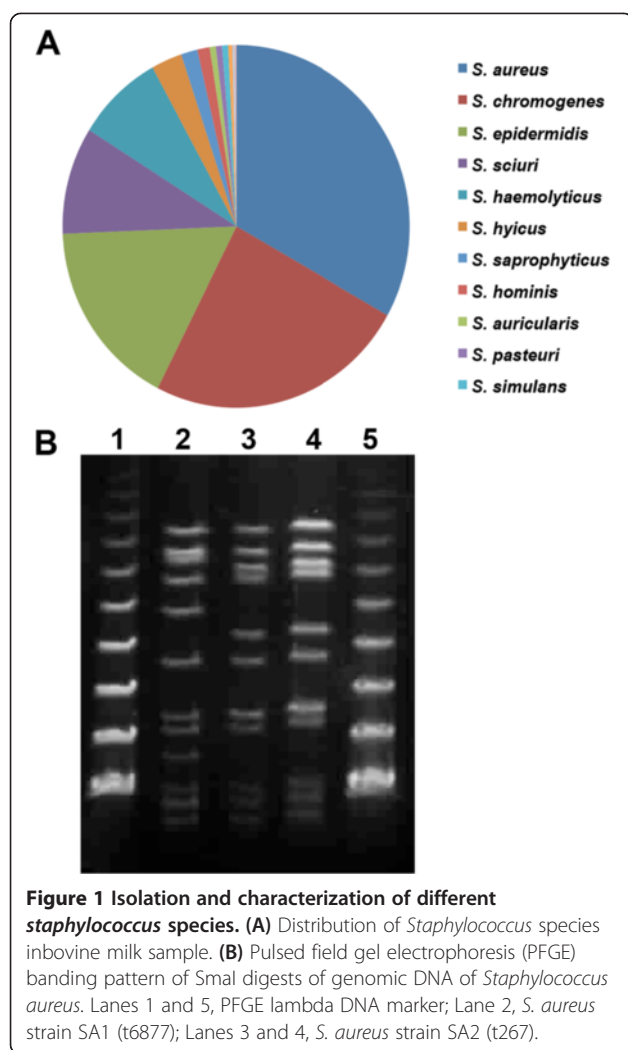 A
S. aureus
S. chromogenes
S. epidermidis
S. sciuri
S. haemolyticus
S. hyicus
S. saprophyticus
S. hominis
S. auricularis
S. pasteuri
S. simulans
B 1 2 3 4 5
Figure 1 Isolation and characterization of different
staphylococcus species. (A) Distribution of Staphylococcus species
inbovine milk sample. (B) Pulsed field gel electrophoresis (PFGE)
banding pattern of SmaI digests of genomic DNA of Staphylococcus
aureus. Lanes 1 and 5, PFGE lambda DNA marker; Lane 2, S. aureus
strain SA1 (t6877); Lanes 3 and 4, S. aureus strain SA2 (t267).